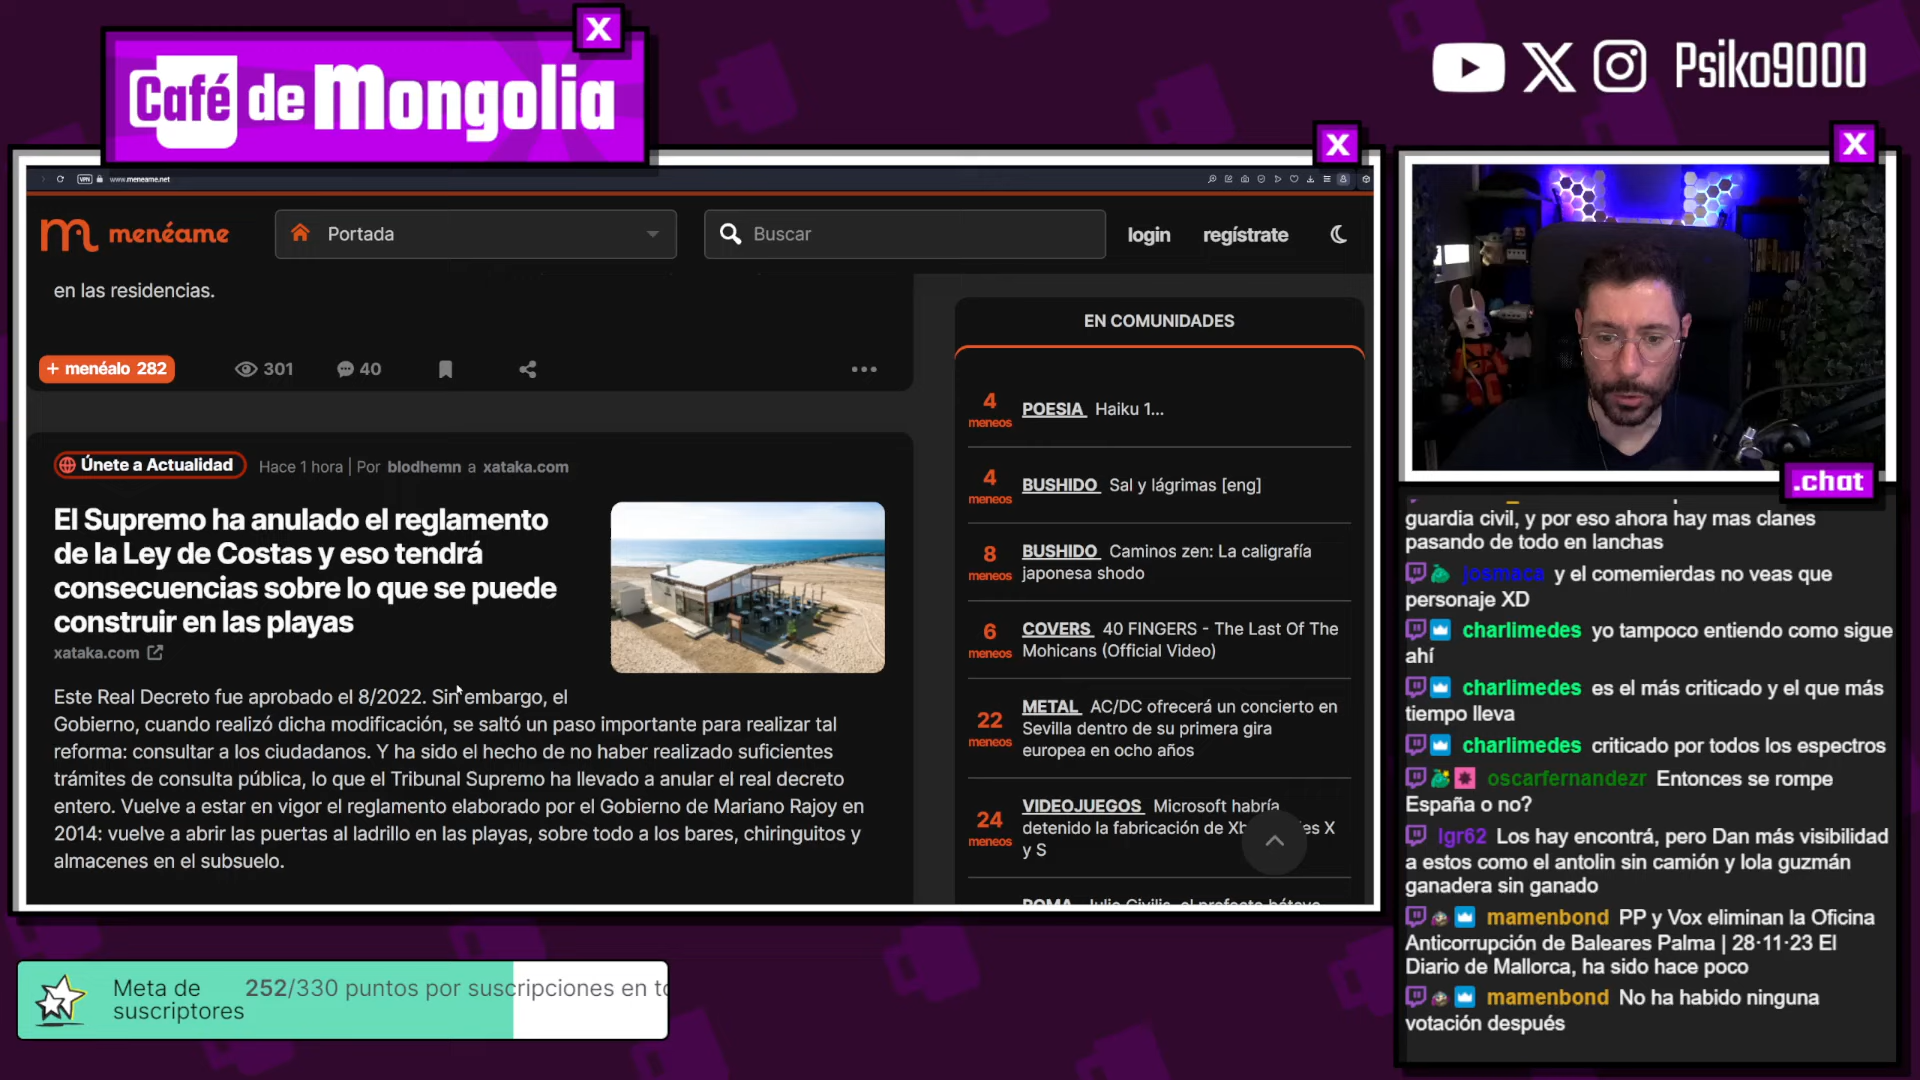 Café de Mongolia
X
Psiko9000
X
X
www.meneame.net
menéame
Portada
Buscar
login
regístrate
en las residencias.
+ menéalo 282
301
40
Únete a Actualidad
Hace 1 hora | Por blodhemn a xataka.com
El Supremo ha anulado el reglamento
de la Ley de Costas y eso tendrá
consecuencias sobre lo que se puede
construir en las playas
xataka.com
Este Real Decreto fue aprobado el 8/2022. Sin embargo, el
Gobierno, cuando realizó dicha modificación, se saltó un paso importante para realizar tal
reforma: consultar a los ciudadanos. Y ha sido el hecho de no haber realizado suficientes
trámites de consulta pública, lo que el Tribunal Supremo ha llevado a anular el real decreto
entero. Vuelve a estar en vigor el reglamento elaborado por el Gobierno de Mariano Rajoy en
2014: vuelve a abrir las puertas al ladrillo en las playas, sobre todo a los bares, chiringuitos y
almacenes en el subsuelo.
EN COMUNIDADES
4 meneos
POESIA Haiku 1...
4 meneos
BUSHIDO Sal y lágrimas [eng]
8 meneos
BUSHIDO Caminos zen: La caligrafía
japonesa shodo
6 meneos
COVERS 40 FINGERS - The Last Of The
Mohicans (Official Video)
22 meneos
METAL AC/DC ofrecerá un concierto en
Sevilla dentro de su primera gira
europea en ocho años
24 meneos
VIDEOJUEGOS Microsoft habría
detenido la fabricación de
X
y S
ROMA
.chat
guardia civil, y por eso ahora hay mas clanes
pasando de todo en lanchas
josmaca y el comemierdas no veas que
personaje XD
charlimedes yo tampoco entiendo como sigue
ahí
charlimedes es el más criticado y el que más
tiempo lleva
charlimedes criticado por todos los espectros
oscarfernandezr Entonces se rompe
España o no?
lgr62 Los hay encontrá, pero Dan más visibilidad
a estos como el antolin sin camión y lola guzmán
ganadera sin ganado
mamenbond PP y Vox eliminan la Oficina
Anticorrupción de Baleares Palma | 28·11·23 El
Diario de Mallorca, ha sido hace poco
mamenbond No ha habido ninguna
votación después
Meta de
suscriptores
252/330 puntos por suscripciones en to